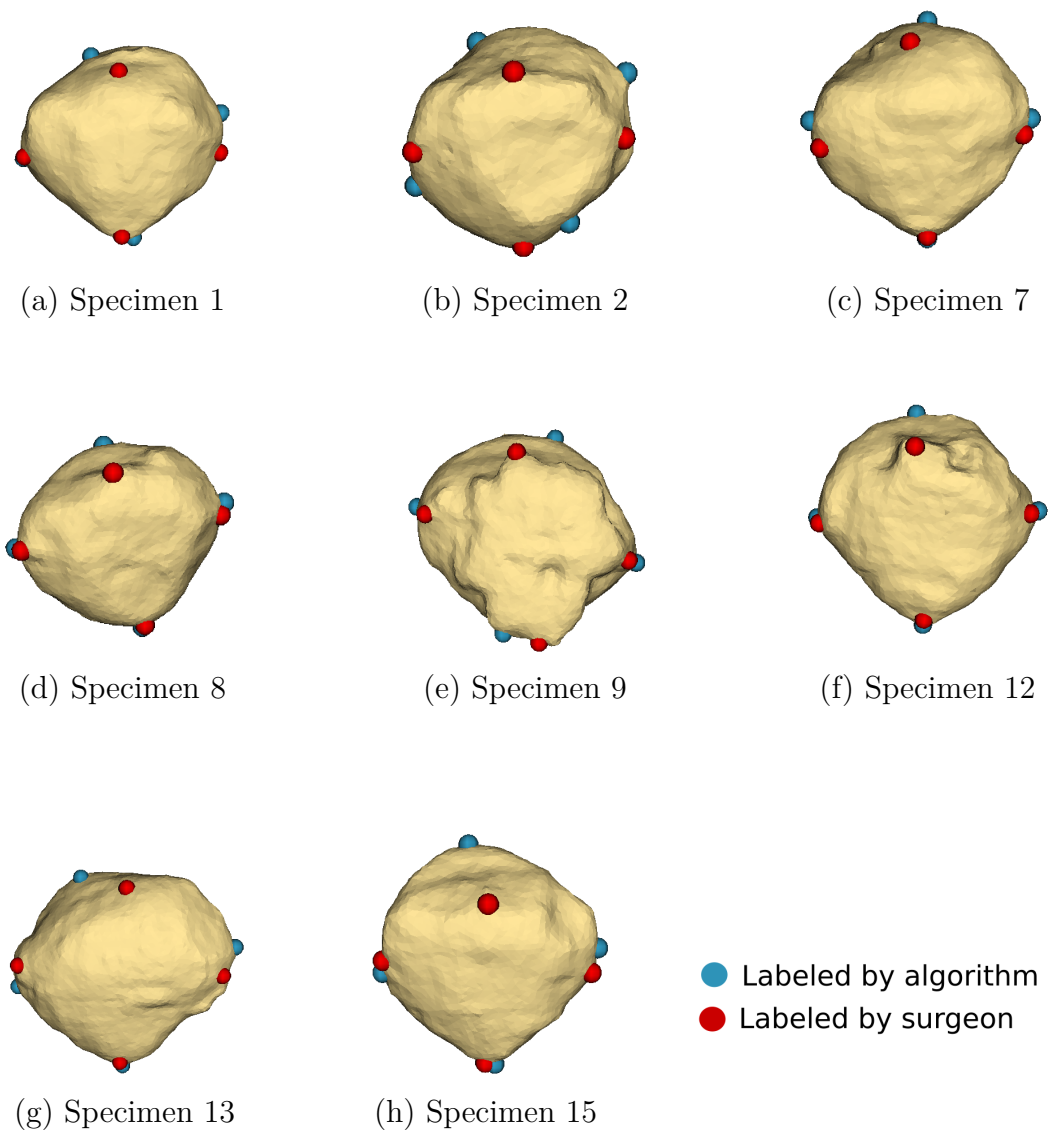 (a) Specimen 1
(b) Specimen 2
(c) Specimen 7
(d) Specimen 8
(e) Specimen 9
(f) Specimen 12
Labeled by algorithm
Labeled by surgeon
(g) Specimen 13
(h) Specimen 15